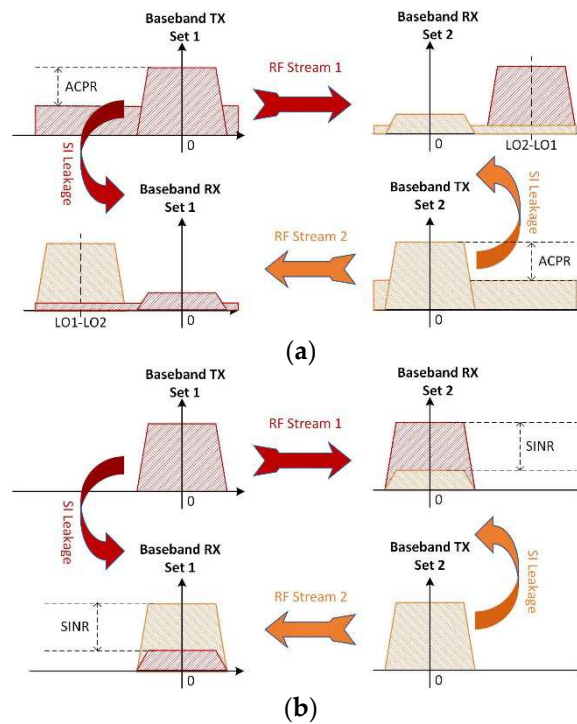 Baseband TX
Set 1
Baseband RX
Set 2
ACPR
RF Stream 1
0
0
LO2-LO1
SI Leakage
Baseband RX
Set 1
Baseband TX
Set 2
SI Leakage
RF Stream 2
ACPR
0
0
LO1-LO2
(a)
Baseband TX
Set 1
Baseband RX
Set 2
RF Stream 1
SINR
0
0
SI Leakage
Baseband RX
Set 1
Baseband TX
Set 2
SI Leakage
RF Stream 2
SINR
0
0
(b)